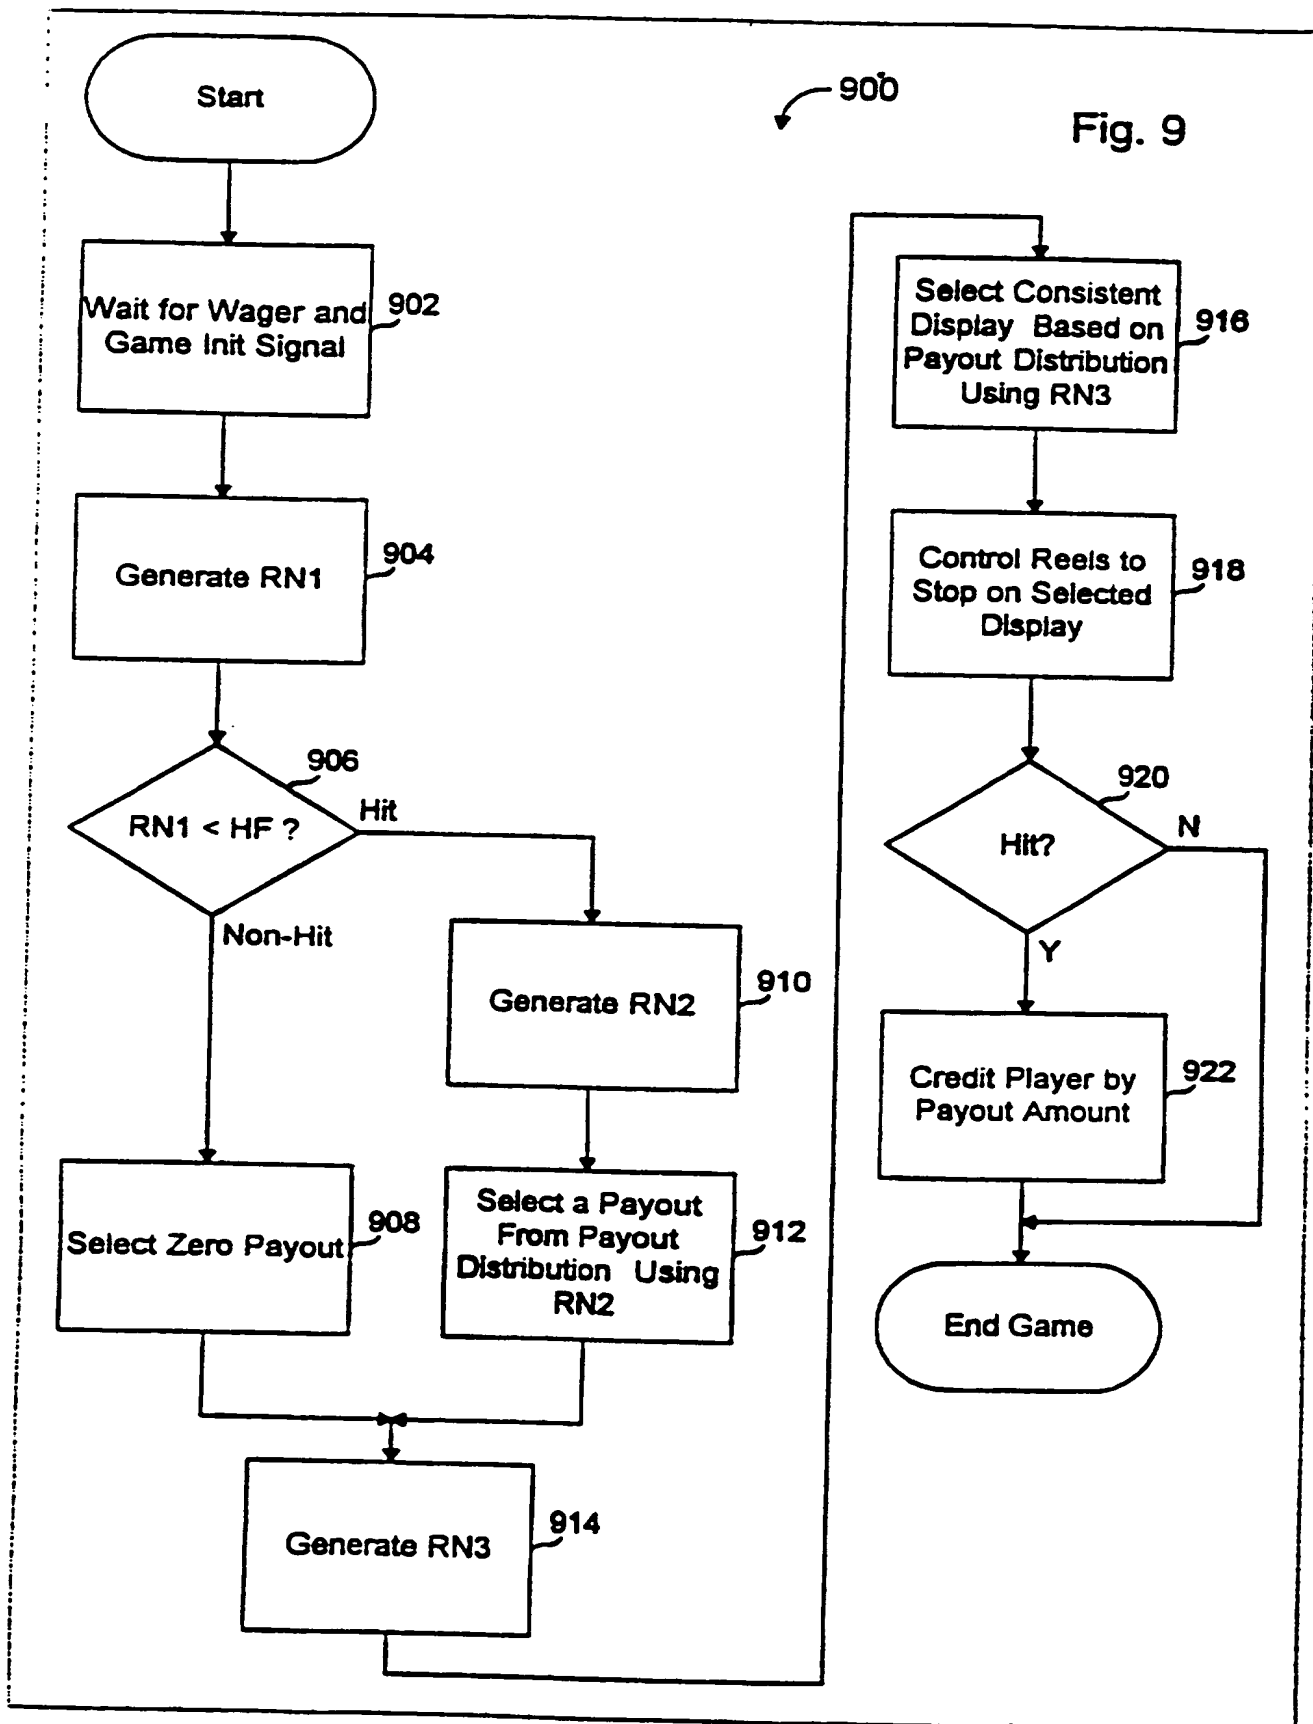 Start
900
Fig. 9
Wait for Wager and
Game Init Signal
902
Generate RN1
904
RN1 < HF ?
906
Hit
Non-Hit
Generate RN2
910
Select Zero Payout
908
Select a Payout
From Payout
Distribution Using
RN2
912
Generate RN3
914
Select Consistent
Display Based on
Payout Distribution
Using RN3
916
Control Reels to
Stop on Selected
Display
918
Hit?
920
N
Y
Credit Player by
Payout Amount
922
End Game